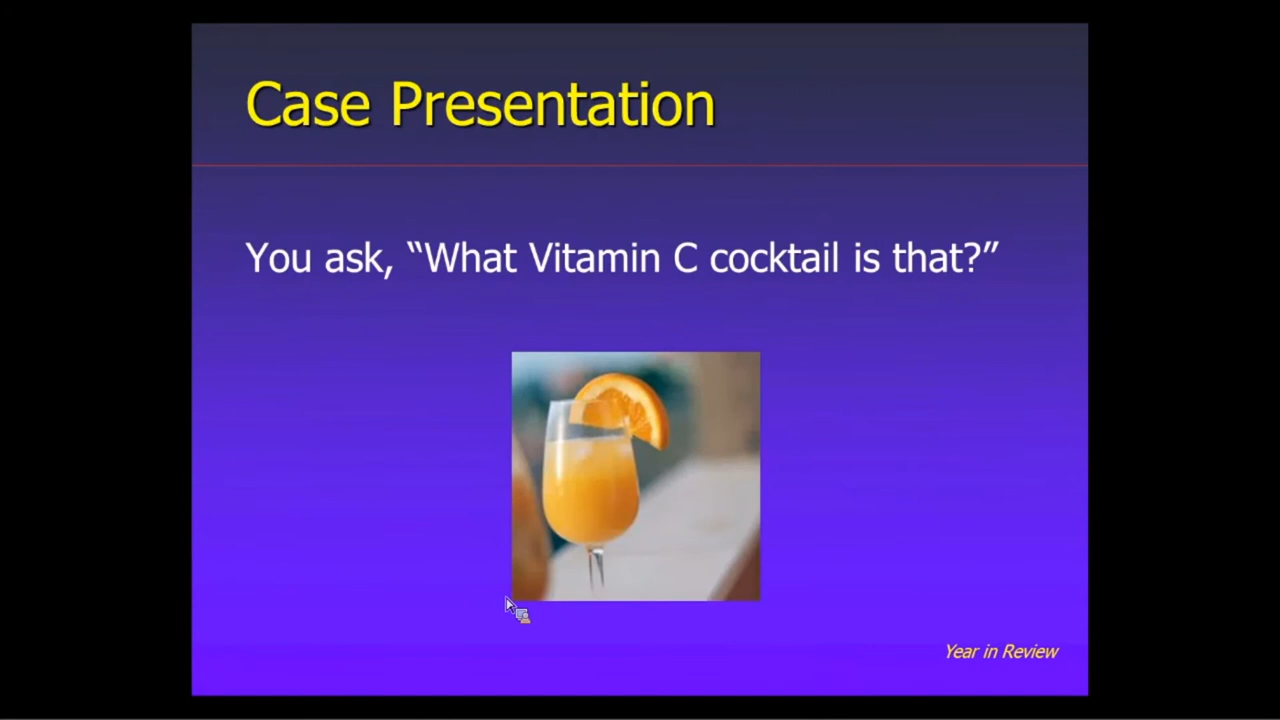 Case Presentation
You ask, “What Vitamin C cocktail is that?”
Year in Review